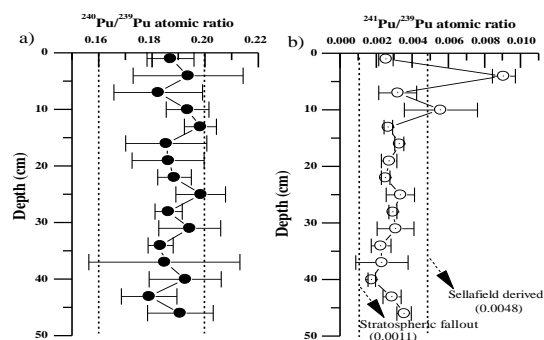 ²⁴⁰Pu/²³⁹Pu atomic ratio
a)
0.16 0.18 0.20 0.22
0
10
20
30
40
50
Depth (cm)
²⁴¹Pu/²³⁹Pu atomic ratio
b)
0.000 0.002 0.004 0.006 0.008 0.010
0
10
20
30
40
50
Depth (cm)
Sellafield derived
(0.0048)
Stratospheric fallout
(0.0011)